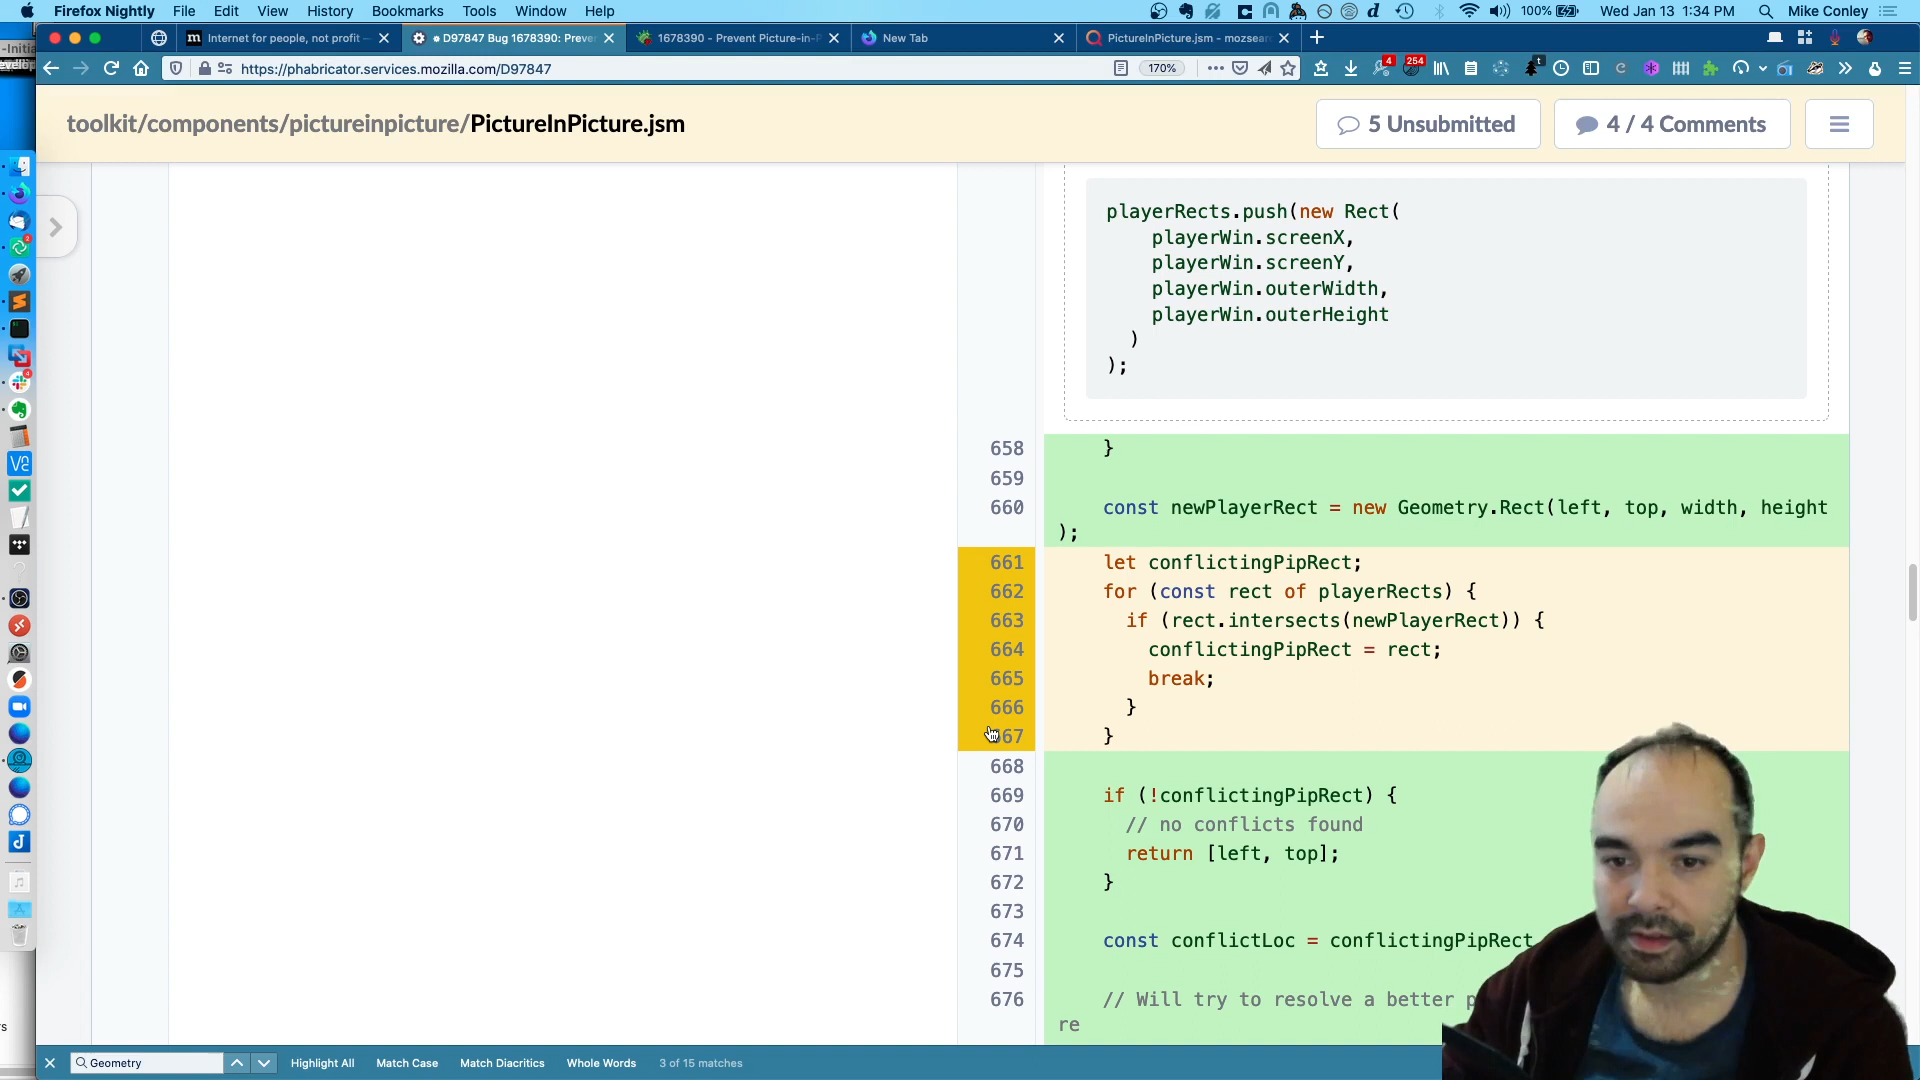 Firefox Nightly File Edit View History Bookmarks Tools Window Help 100% Wed Jan 13 1:34 PM Mike Conley
Internet for people, not profit — D97847 Bug 1678390: Preve 1678390 - Prevent Picture-in-P New Tab PictureInPicture.jsm - mozsear
https://phabricator.services.mozilla.com/D97847 170% 4 254
toolkit/components/pictureinpicture/PictureInPicture.jsm 5 Unsubmitted 4 / 4 Comments
playerRects.push(new Rect(
playerWin.screenX,
playerWin.screenY,
playerWin.outerWidth,
playerWin.outerHeight
)
);
658 }
659
660 const newPlayerRect = new Geometry.Rect(left, top, width, height
);
661 let conflictingPipRect;
662 for (const rect of playerRects) {
663 if (rect.intersects(newPlayerRect)) {
664 conflictingPipRect = rect;
665 break;
666 }
667 }
668
669 if (!conflictingPipRect) {
670 // no conflicts found
671 return [left, top];
672 }
673
674 const conflictLoc = conflictingPipRect
675
676 // Will try to resolve a better p
re
Geometry Highlight All Match Case Match Diacritics Whole Words 3 of 15 matches